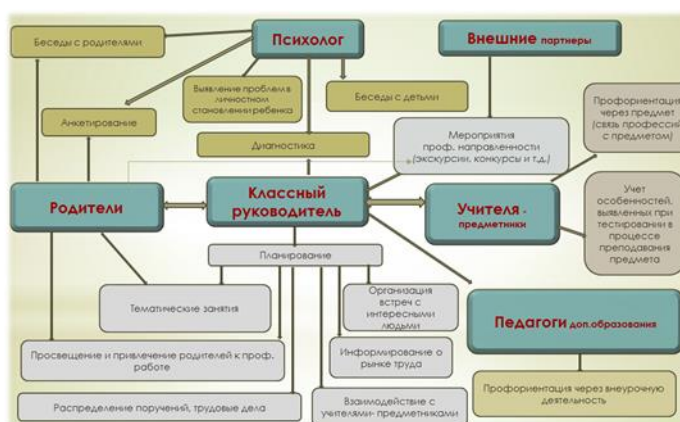 Беседы с родителями
Психолог
Внешние партнеры
Выявление проблем в
личностном
становлении ребенка
Беседы с детьми
Профориентация
через предмет
(связь профессий
с предметом)
Анкетирование
Диагностика
Мероприятия
проф. направленности
(экскурсии, конкурсы и т.д.)
Родители
Классный
руководитель
Учителя -
предметники
Учет
особенностей,
выявленных при
тестировании в
процессе
преподавания
предмета
Планирование
Тематические занятия
Организация
встреч с
интересными
людьми
Педагоги доп.образования
Просвещение и привлечение родителей к проф.
работе
Информирование о
рынке труда
Профориентация через внеурочную
деятельность
Распределение поручений, трудовые дела
Взаимодействие с
учителями- предметниками